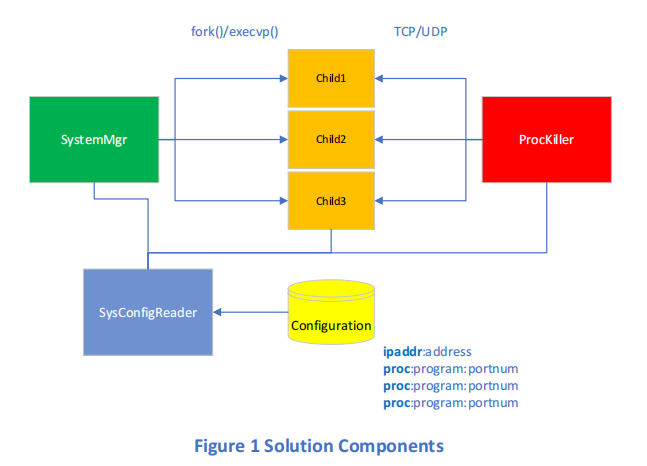 fork()/execvp()
TCP/UDP
Child1
SystemMgr
Child2
ProcKiller
Child3
SysConfigReader
Configuration
ipaddr:address
proc:program:portnum
proc:program:portnum
proc:program:portnum
Figure 1 Solution Components